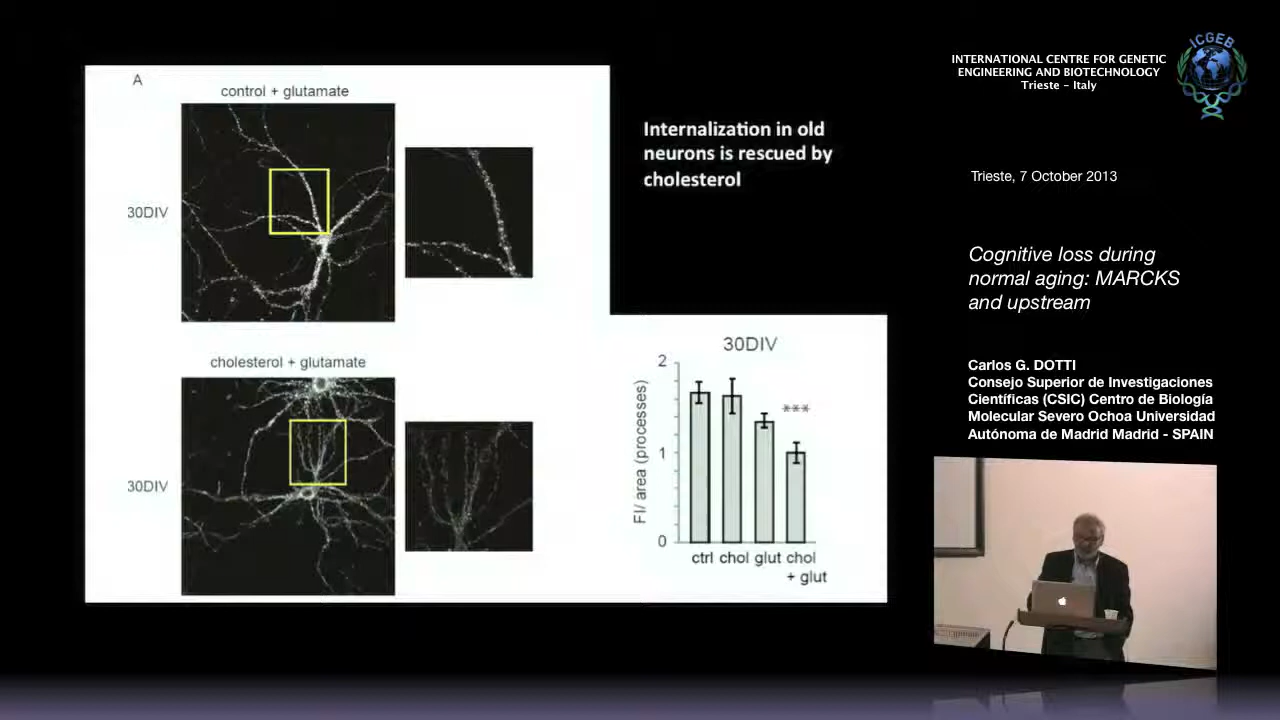 A
control + glutamate
30DIV
cholesterol + glutamate
30DIV
Internalization in old
neurons is rescued by
cholesterol
30DIV
FI/ area (processes)
2
1
0
***
ctrl chol glut chol
+ glut
INTERNATIONAL CENTRE FOR GENETIC
ENGINEERING AND BIOTECHNOLOGY
Trieste - Italy
ICGEB
Trieste, 7 October 2013
Cognitive loss during
normal aging: MARCKS
and upstream
Carlos G. DOTTI
Consejo Superior de Investigaciones
Científicas (CSIC) Centro de Biología
Molecular Severo Ochoa Universidad
Autónoma de Madrid Madrid - SPAIN